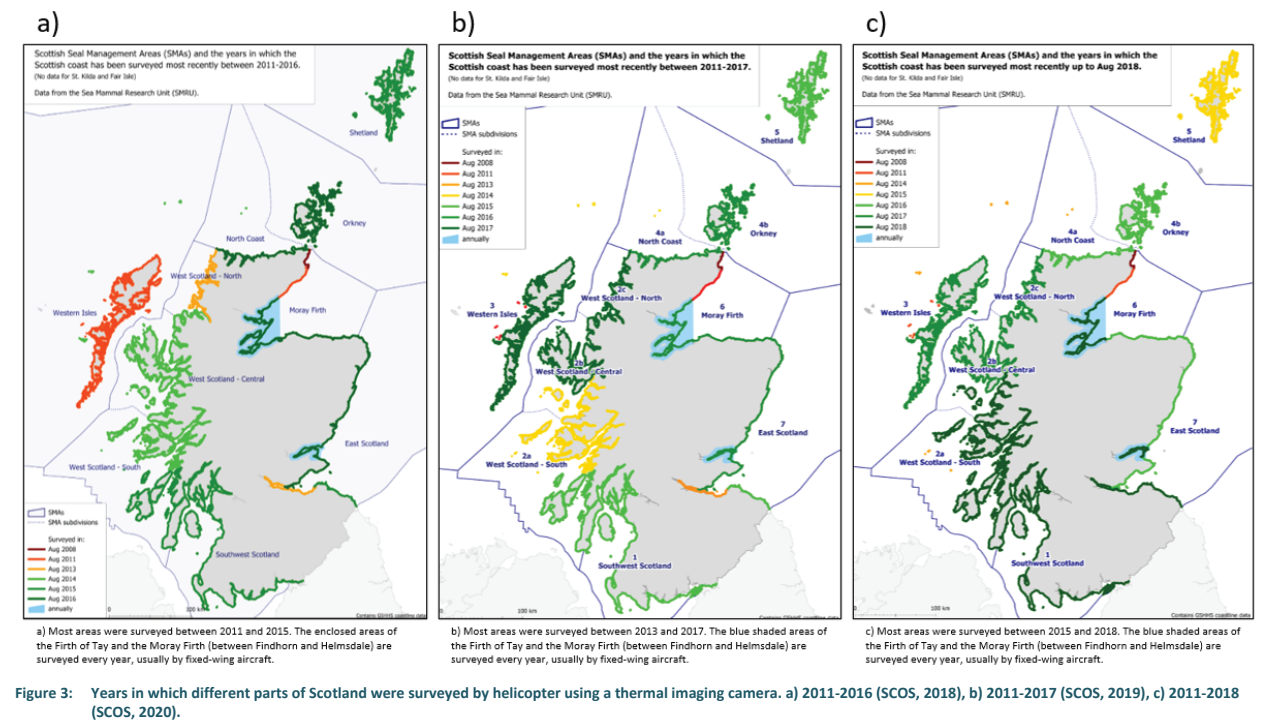 a)
Scottish Seal Management Areas (SMAs) and the years in which the
Scottish coast has been surveyed most recently between 2011-2016.
(No data for St. Kilda and Fair Isle)
Data from the Sea Mammal Research Unit (SMRU).
Shetland
Orkney
North Coast
West Scotland - North
Western Isles
Moray Firth
West Scotland - Central
East Scotland
West Scotland - South
Southwest Scotland
SMAs
SMA subdivisions
Surveyed in:
Aug 2008
Aug 2011
Aug 2013
Aug 2014
Aug 2015
Aug 2016
annually
0
100 km
Contains GSHHS coastline data
a) Most areas were surveyed between 2011 and 2015. The enclosed areas of
the Firth of Tay and the Moray Firth (between Findhorn and Helmsdale) are
surveyed every year, usually by fixed-wing aircraft.
b)
Scottish Seal Management Areas (SMAs) and the years in which the
Scottish coast has been surveyed most recently between 2011-2017.
(No data for St. Kilda and Fair Isle)
Data from the Sea Mammal Research Unit (SMRU).
SMAs
SMA subdivisions
Surveyed in:
Aug 2008
Aug 2011
Aug 2013
Aug 2014
Aug 2015
Aug 2016
Aug 2017
annually
5
Shetland
4b
Orkney
4a
North Coast
2c
West Scotland - North
3
Western Isles
6
Moray Firth
2b
West Scotland - Central
7
East Scotland
2a
West Scotland - South
1
Southwest Scotland
100 km
Contains GSHHS coastline data
b) Most areas were surveyed between 2013 and 2017. The blue shaded areas of
the Firth of Tay and the Moray Firth (between Findhorn and Helmsdale) are
surveyed every year, usually by fixed-wing aircraft.
c)
Scottish Seal Management Areas (SMAs) and the years in which the
Scottish coast has been surveyed most recently up to Aug 2018.
(No data for St. Kilda and Fair Isle)
Data from the Sea Mammal Research Unit (SMRU).
SMAs
SMA subdivisions
Surveyed in:
Aug 2008
Aug 2011
Aug 2014
Aug 2015
Aug 2016
Aug 2017
Aug 2018
annually
5
Shetland
4b
Orkney
4a
North Coast
2c
West Scotland - North
3
Western Isles
6
Moray Firth
2b
West Scotland - Central
7
East Scotland
2a
West Scotland - South
1
Southwest Scotland
100 km
Contains GSHHS coastline data
c) Most areas were surveyed between 2015 and 2018. The blue shaded areas of
the Firth of Tay and the Moray Firth (between Findhorn and Helmsdale) are
surveyed every year, usually by fixed-wing aircraft.
Figure 3: Years in which different parts of Scotland were surveyed by helicopter using a thermal imaging camera. a) 2011-2016 (SCOS, 2018), b) 2011-2017 (SCOS, 2019), c) 2011-2018
(SCOS, 2020).